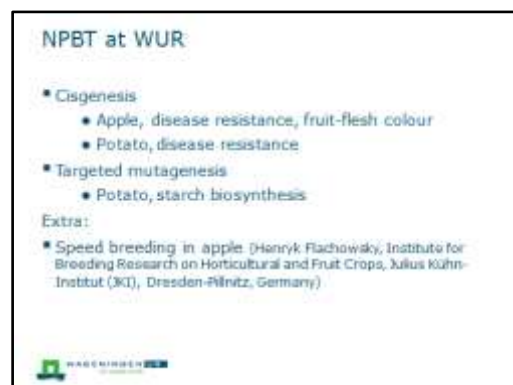 NPBT at WUR
▪ Cisgenesis
● Apple, disease resistance, fruit-flesh colour
● Potato, disease resistance
▪ Targeted mutagenesis
● Potato, starch biosynthesis
Extra:
▪ Speed breeding in apple (Henryk Flachowsky, Institute for
Breeding Research on Horticultural and Fruit Crops, Julius Kühn-
Institut (JKI), Dresden-Pillnitz, Germany)
WAGENINGEN UR